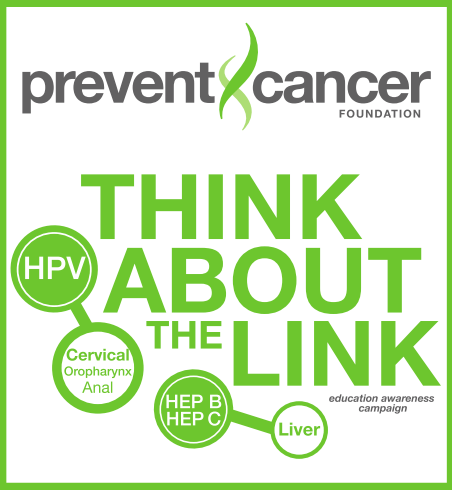 prevent cancer
FOUNDATION
THINK
ABOUT
THE LINK
HPV
Cervical
Oropharynx
Anal
HEP B
HEP C
Liver
education awareness
campaign